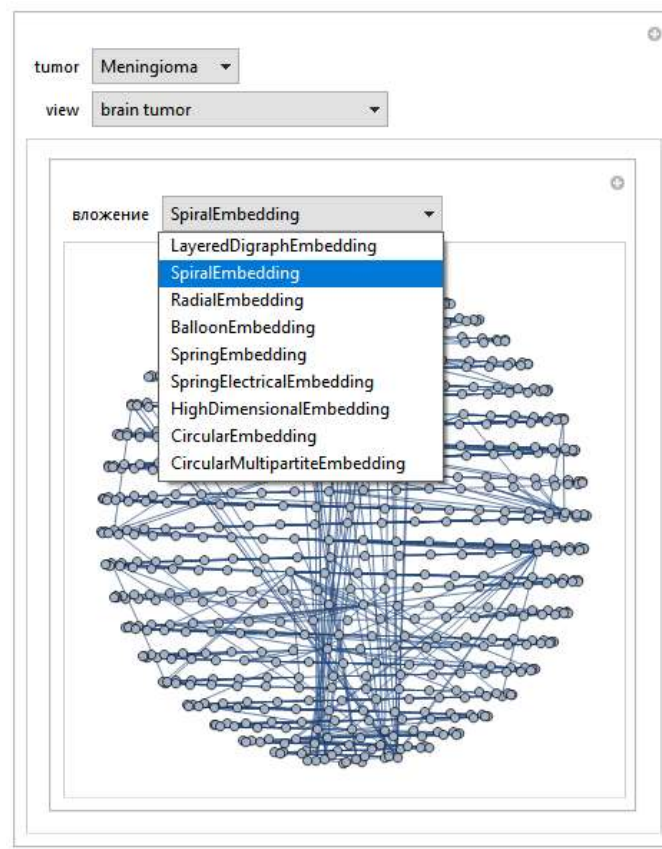 tumor Meningioma
view brain tumor
вложение SpiralEmbedding
LayeredDigraphEmbedding
SpiralEmbedding
RadialEmbedding
BalloonEmbedding
SpringEmbedding
SpringElectricalEmbedding
HighDimensionalEmbedding
CircularEmbedding
CircularMultipartiteEmbedding